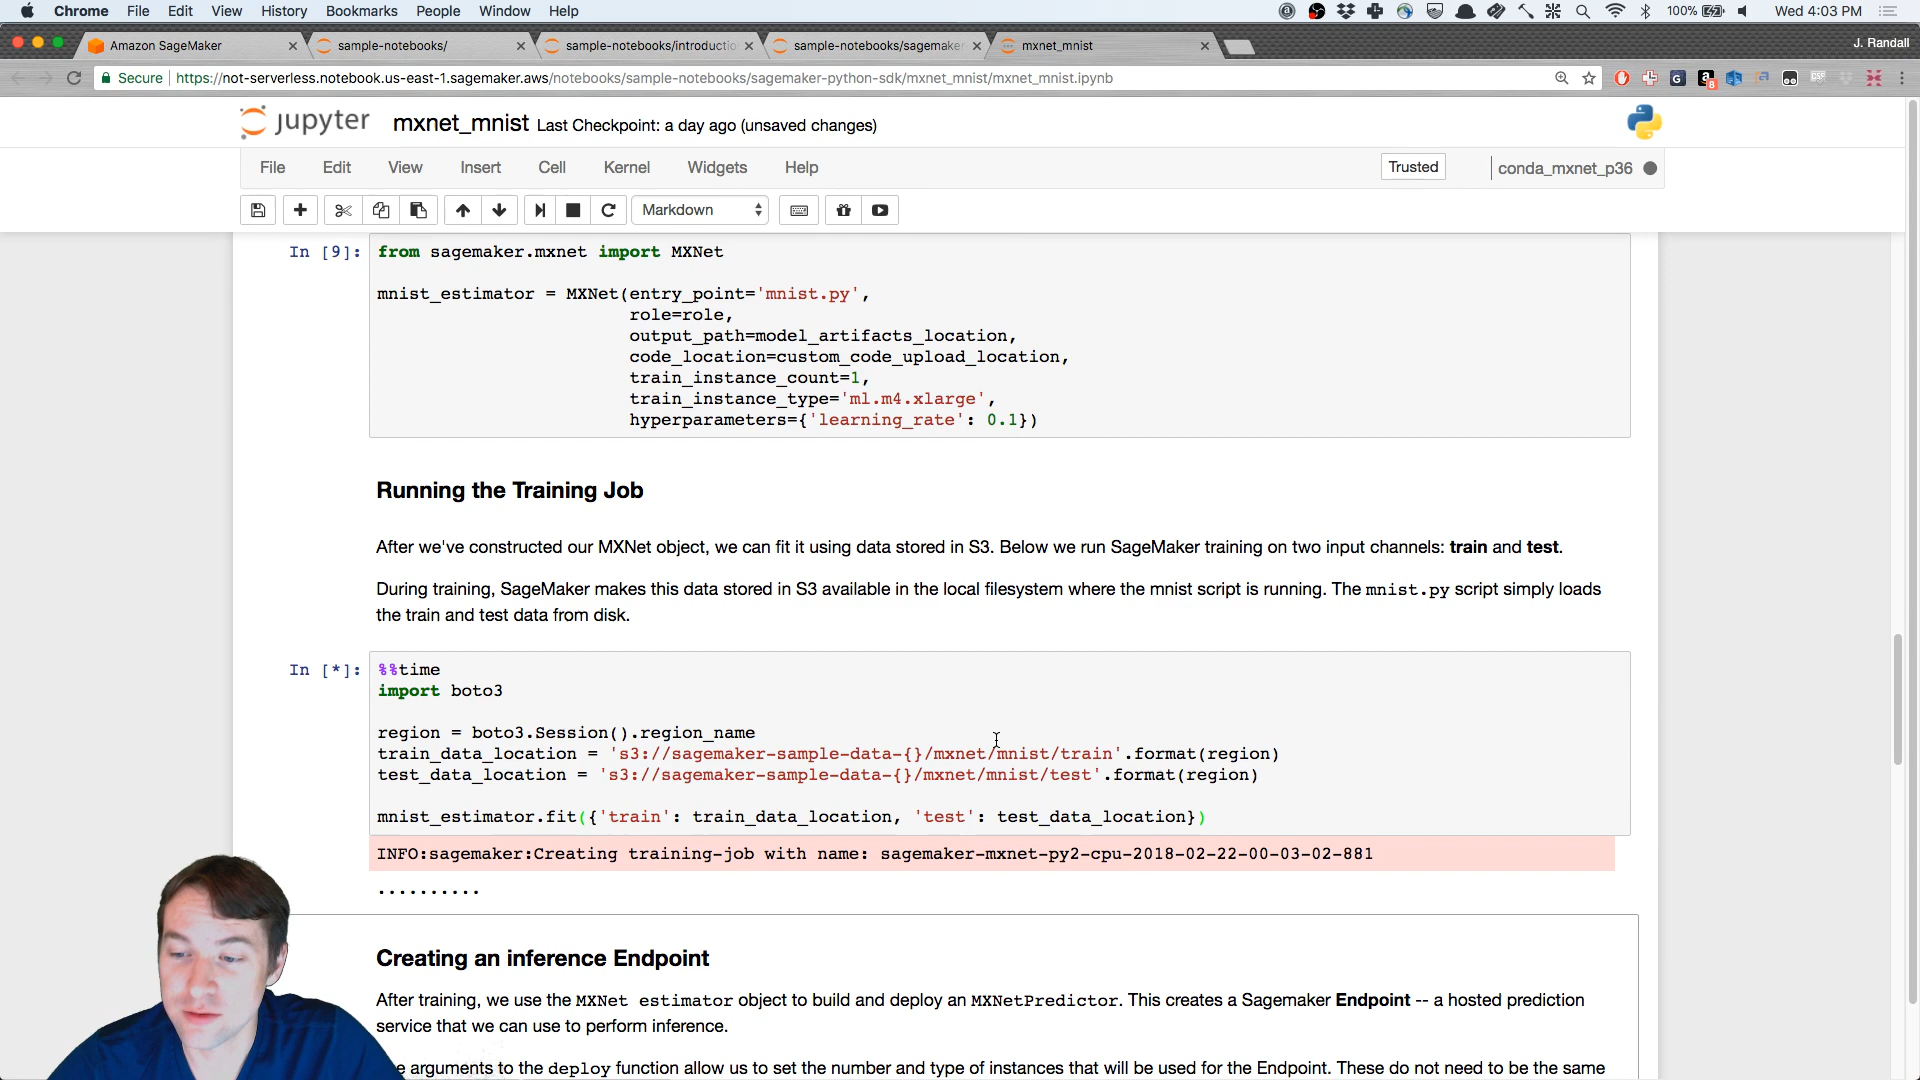 Chrome File Edit View History Bookmarks People Window Help 100% Wed 4:03 PM
Amazon SageMaker sample-notebooks/ sample-notebooks/introductio sample-notebooks/sagemaker mxnet_mnist J. Randall
Secure https://not-serverless.notebook.us-east-1.sagemaker.aws/notebooks/sample-notebooks/sagemaker-python-sdk/mxnet_mnist/mxnet_mnist.ipynb
jupyter mxnet_mnist Last Checkpoint: a day ago (unsaved changes)
File Edit View Insert Cell Kernel Widgets Help Trusted conda_mxnet_p36
Markdown
In [9]: from sagemaker.mxnet import MXNet
mnist_estimator = MXNet(entry_point='mnist.py',
role=role,
output_path=model_artifacts_location,
code_location=custom_code_upload_location,
train_instance_count=1,
train_instance_type='ml.m4.xlarge',
hyperparameters={'learning_rate': 0.1})
Running the Training Job
After we've constructed our MXNet object, we can fit it using data stored in S3. Below we run SageMaker training on two input channels: train and test.
During training, SageMaker makes this data stored in S3 available in the local filesystem where the mnist script is running. The mnist.py script simply loads
the train and test data from disk.
In [*]: %%time
import boto3
region = boto3.Session().region_name
train_data_location = 's3://sagemaker-sample-data-{}/mxnet/mnist/train'.format(region)
test_data_location = 's3://sagemaker-sample-data-{}/mxnet/mnist/test'.format(region)
mnist_estimator.fit({'train': train_data_location, 'test': test_data_location})
INFO:sagemaker:Creating training-job with name: sagemaker-mxnet-py2-cpu-2018-02-22-00-03-02-881
..........
Creating an inference Endpoint
After training, we use the MXNet estimator object to build and deploy an MXNetPredictor. This creates a Sagemaker Endpoint -- a hosted prediction
service that we can use to perform inference.
arguments to the deploy function allow us to set the number and type of instances that will be used for the Endpoint. These do not need to be the same